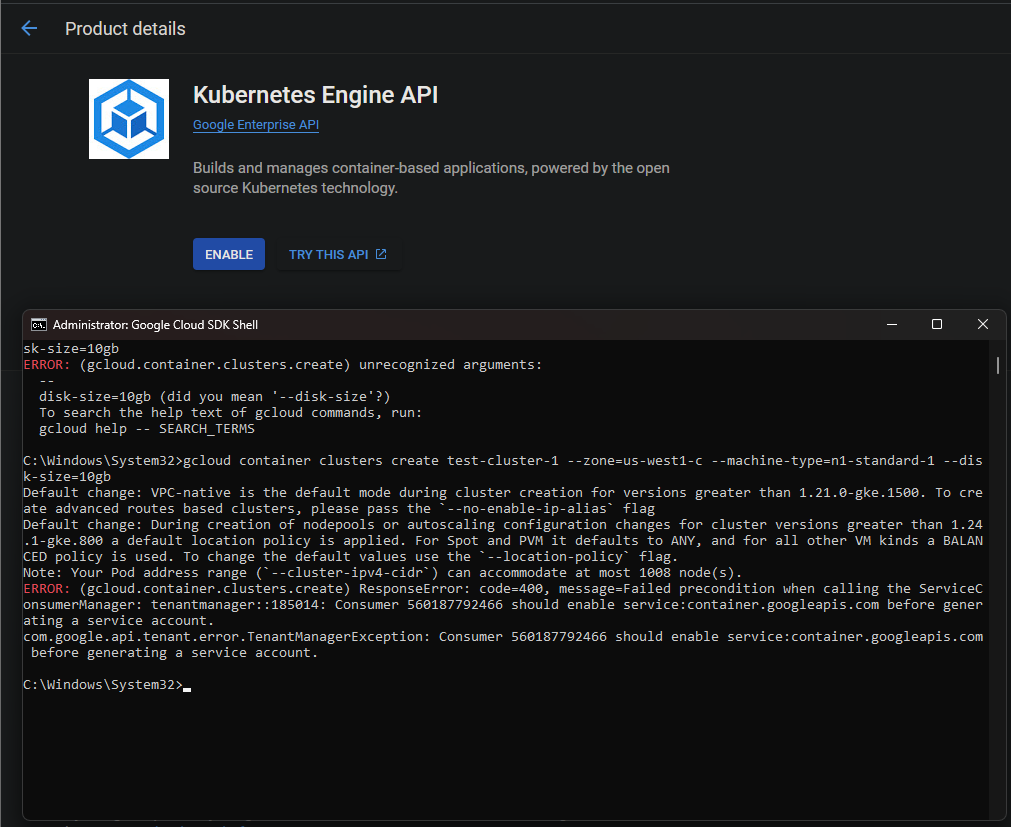 Product details
Kubernetes Engine API
Google Enterprise API
Builds and manages container-based applications, powered by the open
source Kubernetes technology.
ENABLE
TRY THIS API
Administrator: Google Cloud SDK Shell
sk-size=10gb
ERROR: (gcloud.container.clusters.create) unrecognized arguments:
  --
  disk-size=10gb (did you mean '--disk-size'?)
  To search the help text of gcloud commands, run:
  gcloud help -- SEARCH_TERMS
C:\Windows\System32>gcloud container clusters create test-cluster-1 --zone=us-west1-c --machine-type=n1-standard-1 --dis
k-size=10gb
Default change: VPC-native is the default mode during cluster creation for versions greater than 1.21.0-gke.1500. To cre
ate advanced routes based clusters, please pass the `--no-enable-ip-alias` flag
Default change: During creation of nodepools or autoscaling configuration changes for cluster versions greater than 1.24
.1-gke.800 a default location policy is applied. For Spot and PVM it defaults to ANY, and for all other VM kinds a BALAN
CED policy is used. To change the default values use the `--location-policy` flag.
Note: Your Pod address range (`--cluster-ipv4-cidr`) can accommodate at most 1008 node(s).
ERROR: (gcloud.container.clusters.create) ResponseError: code=400, message=Failed precondition when calling the ServiceC
onsumerManager: tenantmanager::185014: Consumer 560187792466 should enable service:container.googleapis.com before gener
ating a service account.
com.google.api.tenant.error.TenantManagerException: Consumer 560187792466 should enable service:container.googleapis.com
 before generating a service account.
C:\Windows\System32>